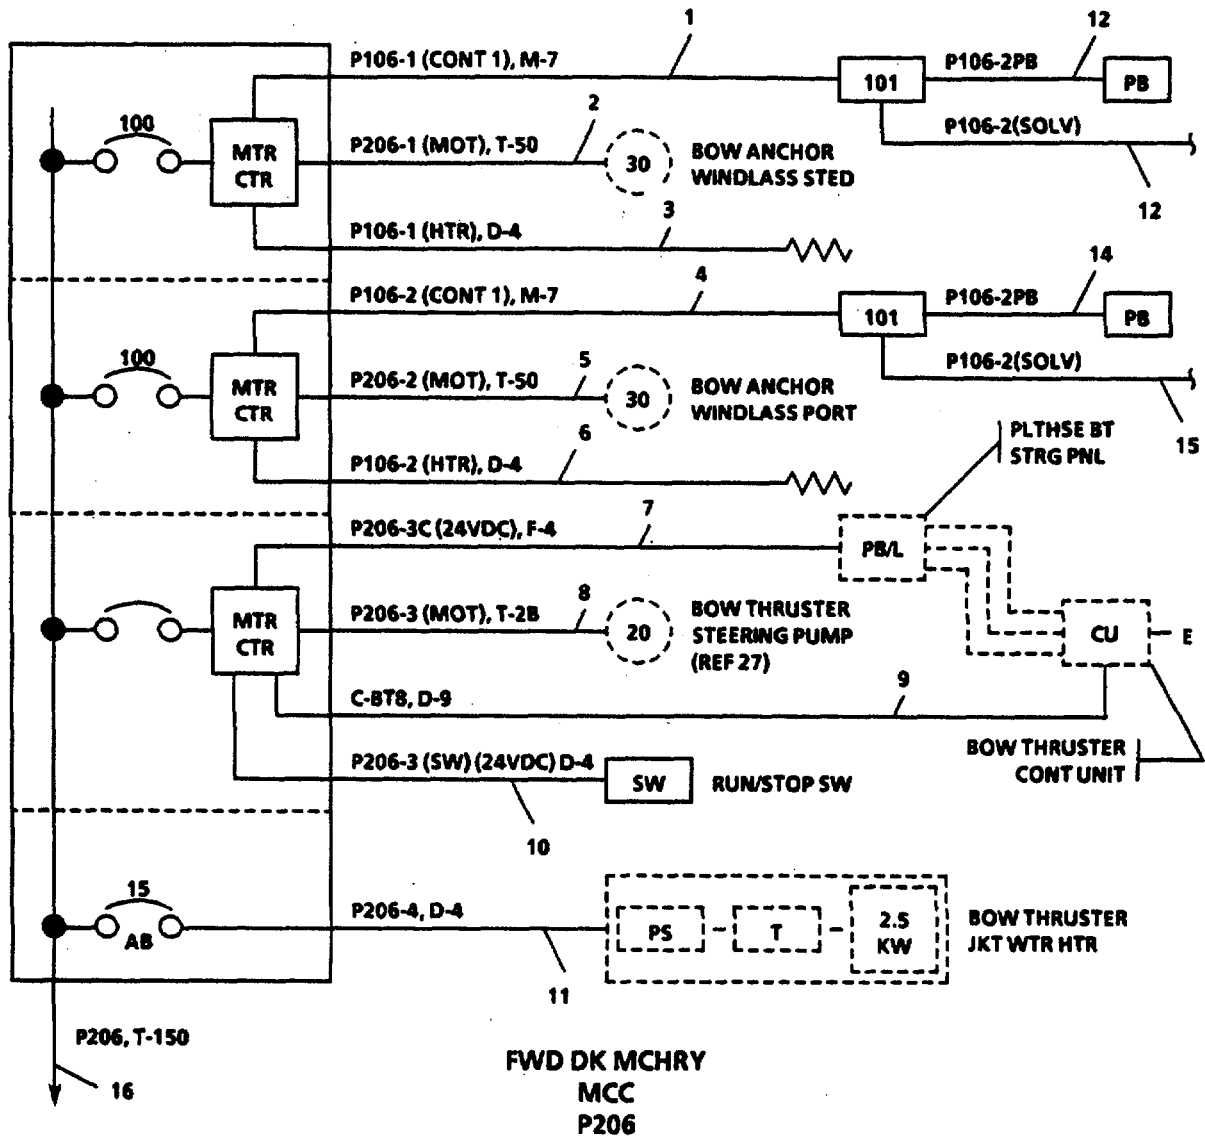 1
12
P106-1 (CONT 1), M-7
P106-2PB
101
PB
100
2
P106-2(SOLV)
MTR
CTR
P206-1 (MOT), T-50
30
BOW ANCHOR
WINDLASS STED
12
3
P106-1 (HTR), D-4
4
14
P106-2 (CONT 1), M-7
P106-2PB
101
PB
100
5
P106-2(SOLV)
MTR
CTR
P206-2 (MOT), T-50
30
BOW ANCHOR
WINDLASS PORT
15
6
P106-2 (HTR), D-4
PLTHSE BT
STRG PNL
7
P206-3C (24VDC), F-4
PB/L
8
MTR
CTR
P206-3 (MOT), T-2B
20
BOW THRUSTER
STEERING PUMP
(REF 27)
CU
E
9
C-BT8, D-9
P206-3 (SW) (24VDC) D-4
SW
RUN/STOP SW
BOW THRUSTER
CONT UNIT
10
15
AB
P206-4, D-4
PS
T
2.5
KW
BOW THRUSTER
JKT WTR HTR
11
P206, T-150
16
FWD DK MCHRY
MCC
P206